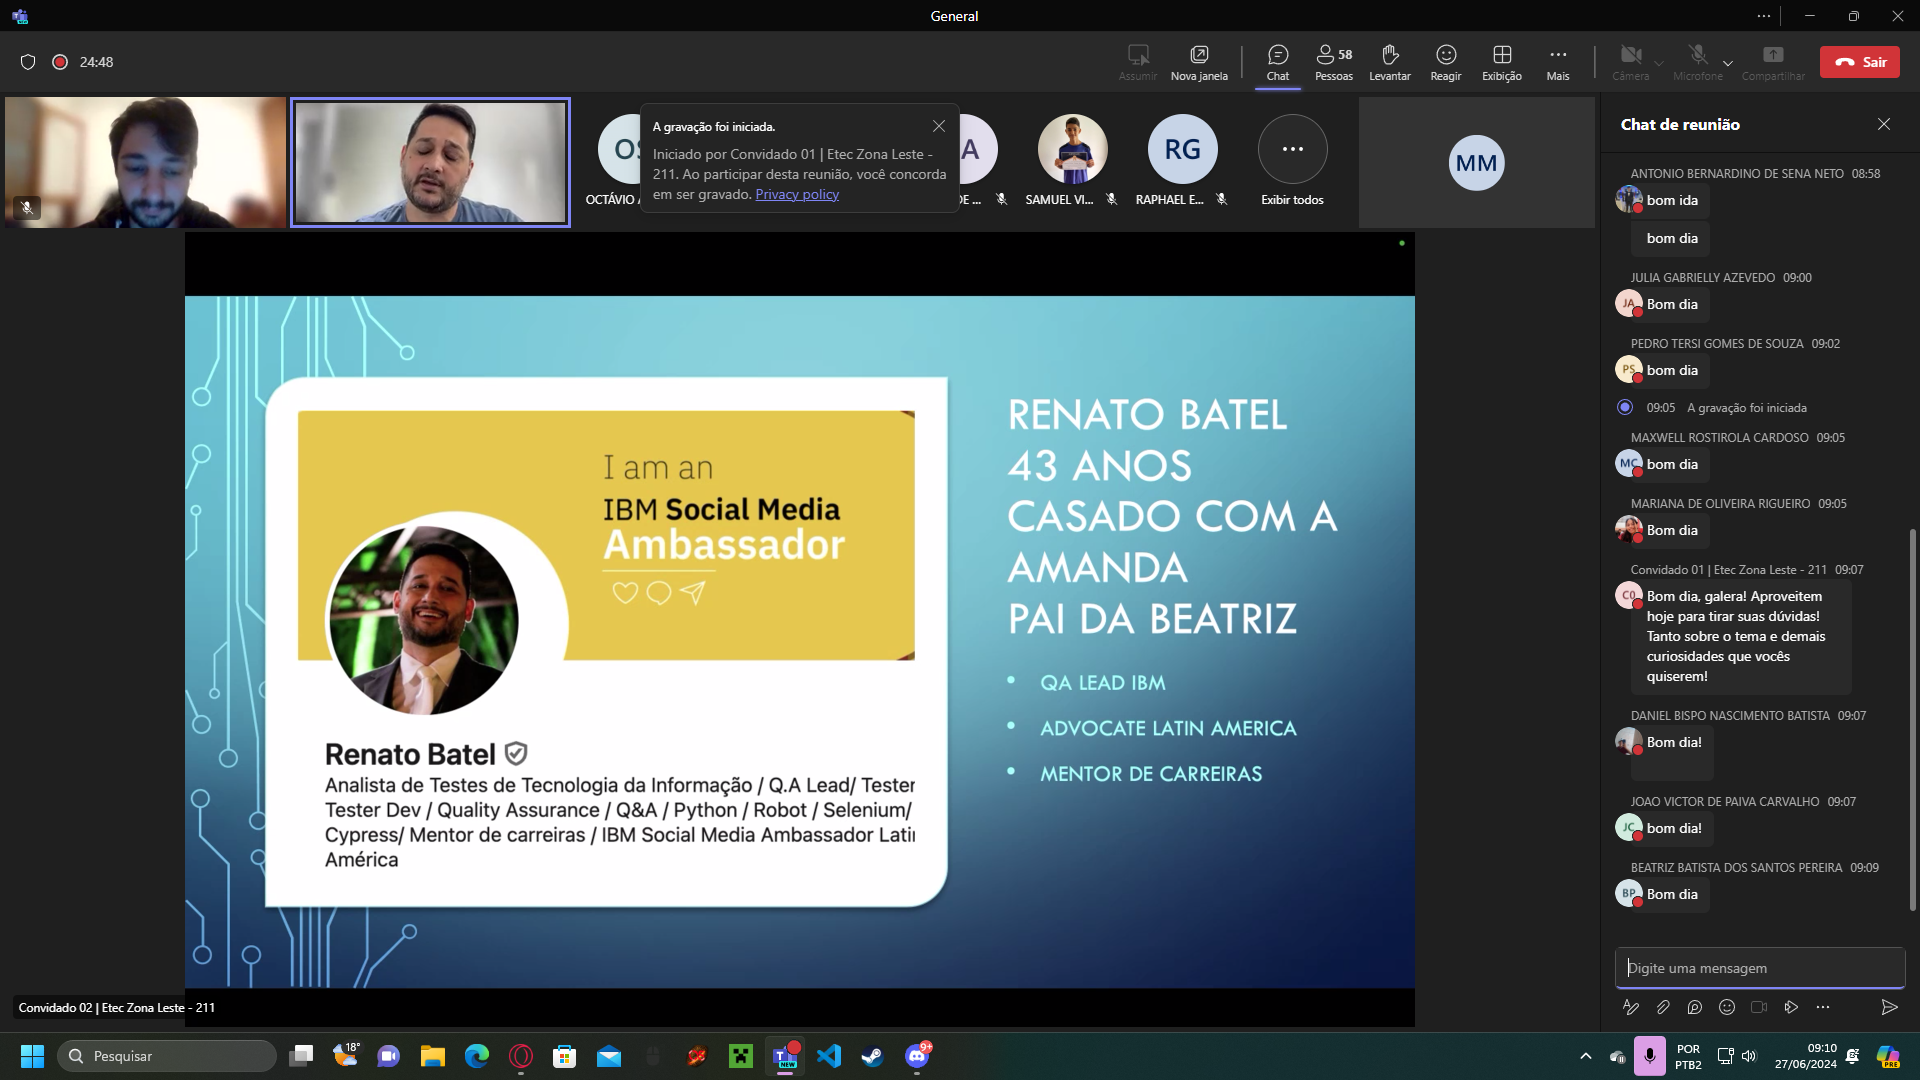 General
24:48
Assumir
Nova janela
Chat
58
Pessoas
Levantar
Reagir
Exibição
Mais
Câmera
Microfone
Compartilhar
Sair
OCTÁVIO
A gravação foi iniciada.
Iniciado por Convidado 01 | Etec Zona Leste -
211. Ao participar desta reunião, você concorda
em ser gravado. Privacy policy
A
SAMUEL VI...
RG
RAPHAEL E...
Exibir todos
MM
Chat de reunião
ANTONIO BERNARDINO DE SENA NETO 08:58
bom ida
bom dia
JULIA GABRIELLY AZEVEDO 09:00
JA
Bom dia
PEDRO TERSI GOMES DE SOUZA 09:02
PS
bom dia
09:05 A gravação foi iniciada
MAXWELL ROSTIROLA CARDOSO 09:05
MC
bom dia
MARIANA DE OLIVEIRA RIGUEIRO 09:05
Bom dia
Convidado 01 | Etec Zona Leste - 211 09:07
C0
Bom dia, galera! Aproveitem
hoje para tirar suas dúvidas!
Tanto sobre o tema e demais
curiosidades que vocês
quiserem!
DANIEL BISPO NASCIMENTO BATISTA 09:07
Bom dia!
JOAO VICTOR DE PAIVA CARVALHO 09:07
JC
bom dia!
BEATRIZ BATISTA DOS SANTOS PEREIRA 09:09
BP
Bom dia
Digite uma mensagem
I am an
IBM Social Media
Ambassador
Renato Batel
Analista de Testes de Tecnologia da Informação / Q.A Lead/ Tester
Tester Dev / Quality Assurance / Q&A / Python / Robot / Selenium/
Cypress/ Mentor de carreiras / IBM Social Media Ambassador Latin
América
RENATO BATEL
43 ANOS
CASADO COM A
AMANDA
PAI DA BEATRIZ
• QA LEAD IBM
• ADVOCATE LATIN AMERICA
• MENTOR DE CARREIRAS
Convidado 02 | Etec Zona Leste - 211
Pesquisar
18°
NEW
9+
POR
PTB2
09:10
27/06/2024
PRE